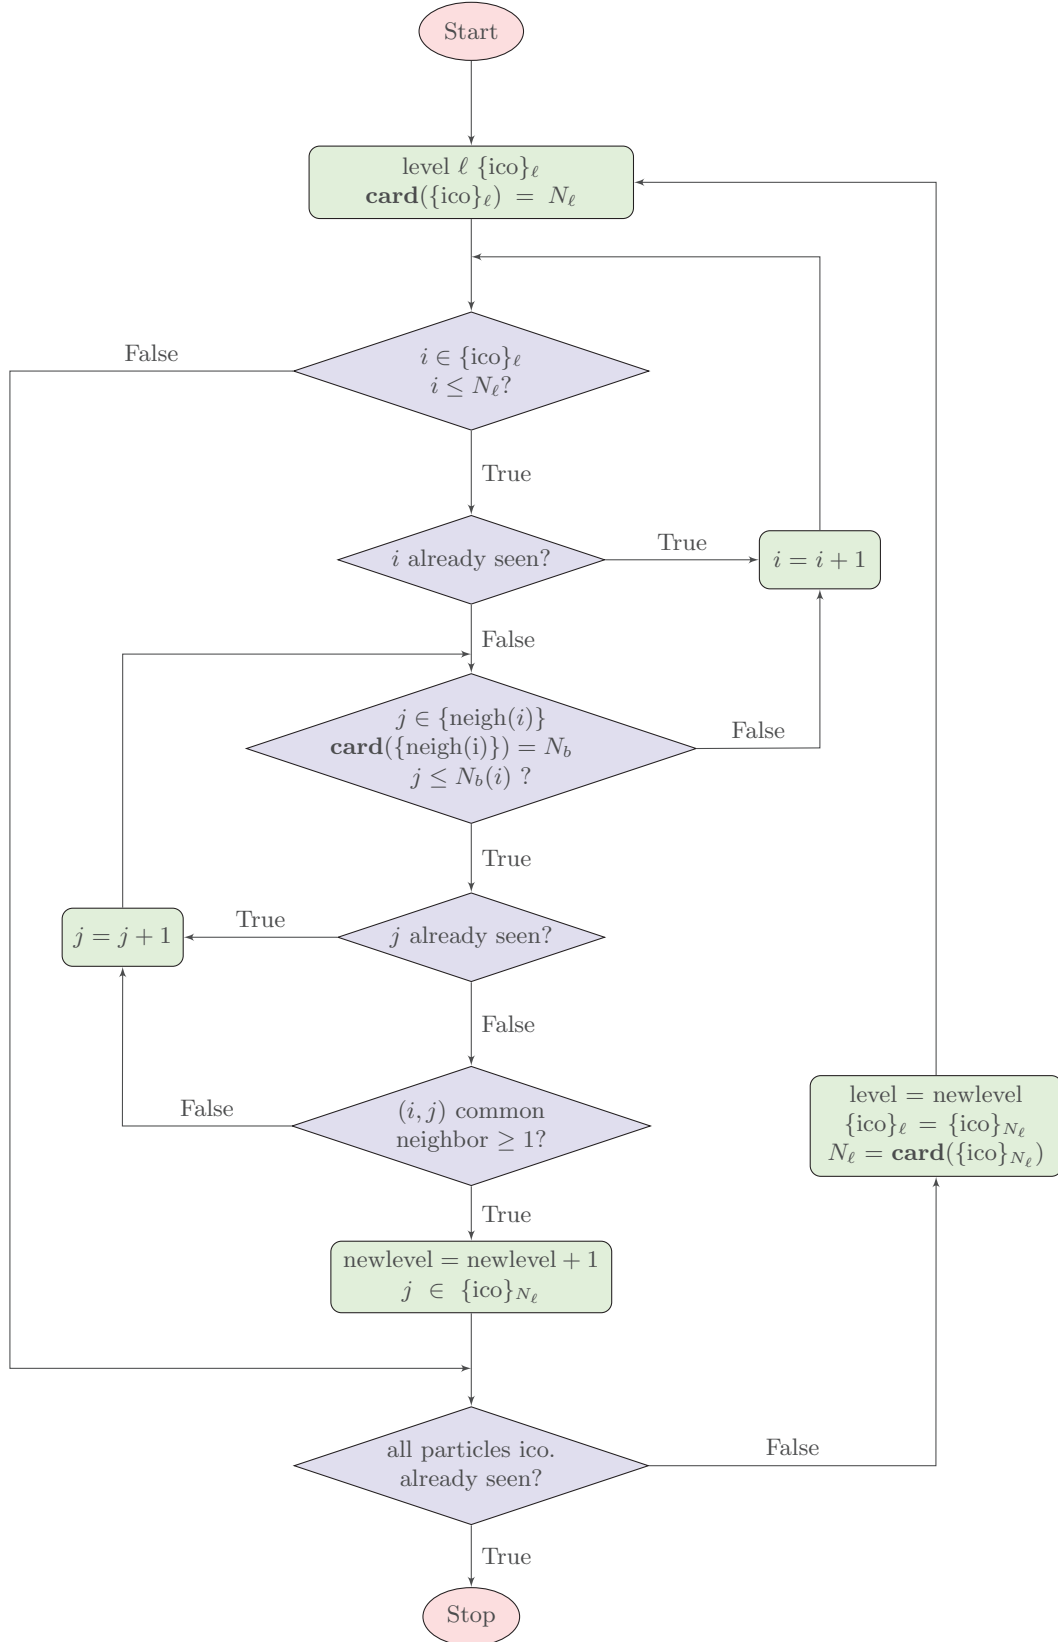 Start
level ℓ {ico}ℓ
card({ico}ℓ) = Nℓ
False
i ∈ {ico}ℓ
i ≤ Nℓ?
True
i already seen?
True
i = i + 1
False
j ∈ {neigh(i)}
card({neigh(i)}) = Nb
j ≤ Nb(i) ?
False
True
j = j + 1
True
j already seen?
False
False
(i, j) common
neighbor ≥ 1?
level = newlevel
{ico}ℓ = {ico}Nℓ
Nℓ = card({ico}Nℓ)
True
newlevel = newlevel + 1
j ∈ {ico}Nℓ
all particles ico.
already seen?
False
True
Stop